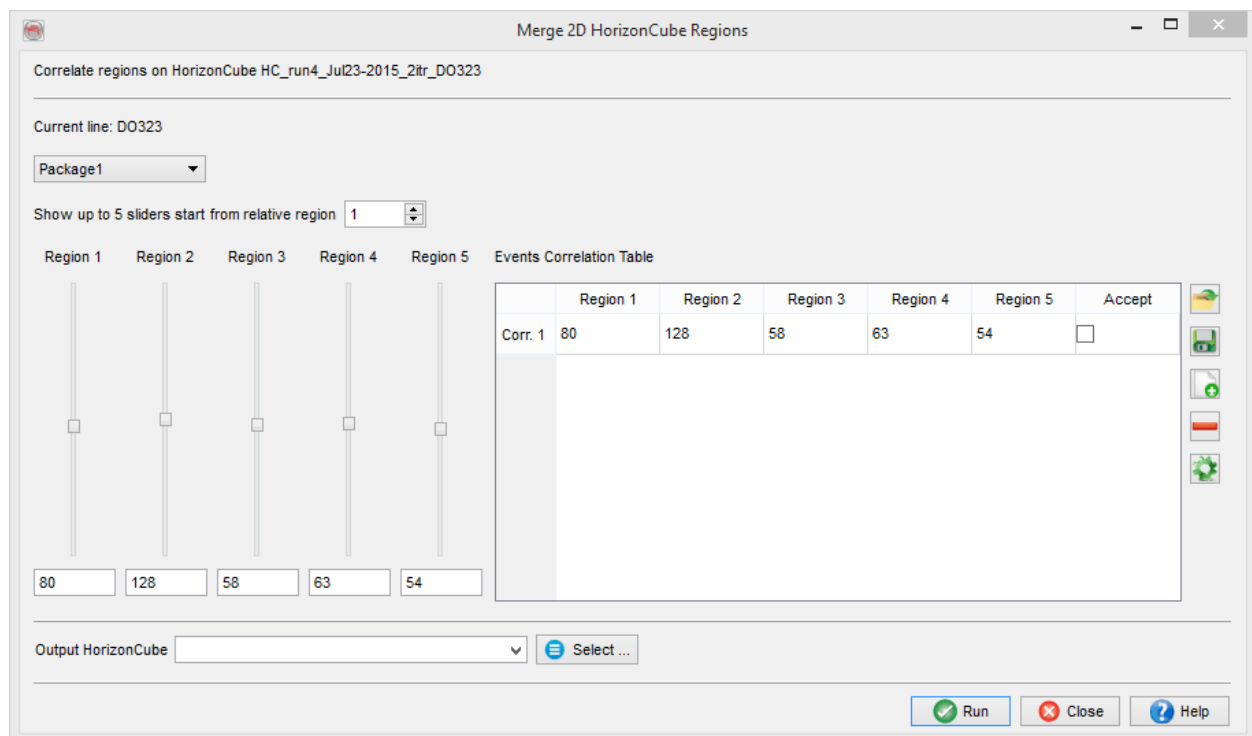 Merge 2D HorizonCube Regions
Correlate regions on HorizonCube HC_run4_Jul23-2015_2itr_DO323
Current line: DO323
Package1
Show up to 5 sliders start from relative region 1
Region 1 Region 2 Region 3 Region 4 Region 5 Events Correlation Table
Region 1 Region 2 Region 3 Region 4 Region 5 Accept
Corr. 1 80 128 58 63 54
80 128 58 63 54
Output HorizonCube Select ...
Run Close Help